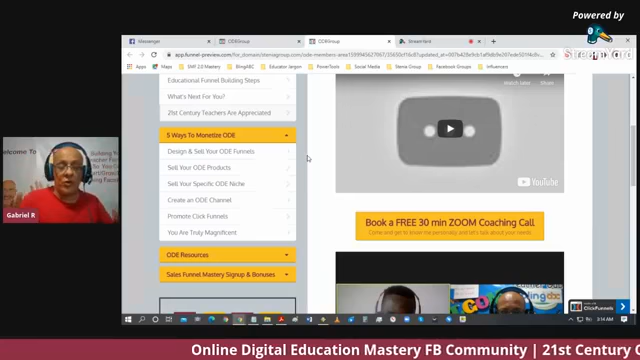 Powered by
Messenger
ODEGroup
ODEGroup
StreamYard
Apps
SMF 2.0 Mastery
BlingABC
Educator Jargon
PowerTools
Social Media
Facebook Groups
Influencers
Educational Funnel Building Steps
What's Next For You?
21st Century Teachers Are Appreciated
5 Ways To Monetize ODE
Design & Sell Your ODE Funnels
Sell Your ODE Products
Sell Your Specific ODE Niche
Create an ODE Channel
Promote Click Funnels
You Are Truly Magnificent
ODE Resources
Sales Funnel Mastery Signup & Bonuses
Watch later
Share
YouTube
Book a FREE 30 min ZOOM Coaching Call
Come and get to know me personally, and let's talk about your needs
ClickFunnels
3:14 AM
Gabriel R
Online Digital Education Mastery FB Community | 21st Century